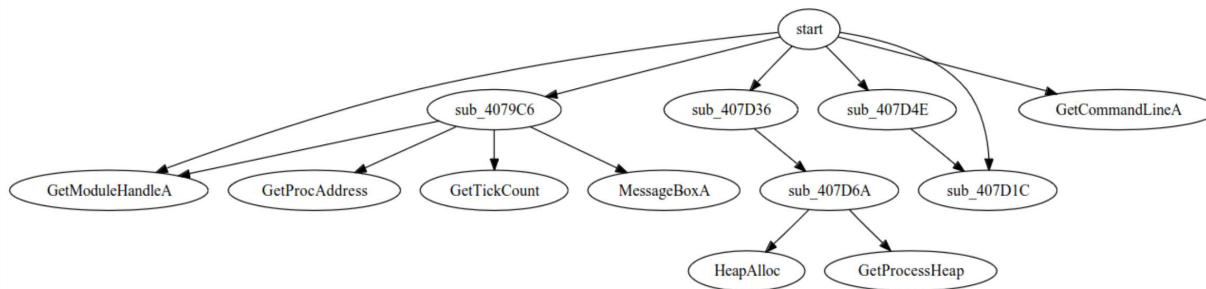 start
sub_4079C6
sub_407D36
sub_407D4E
GetCommandLineA
GetModuleHandleA
GetProcAddress
GetTickCount
MessageBoxA
sub_407D6A
sub_407D1C
HeapAlloc
GetProcessHeap